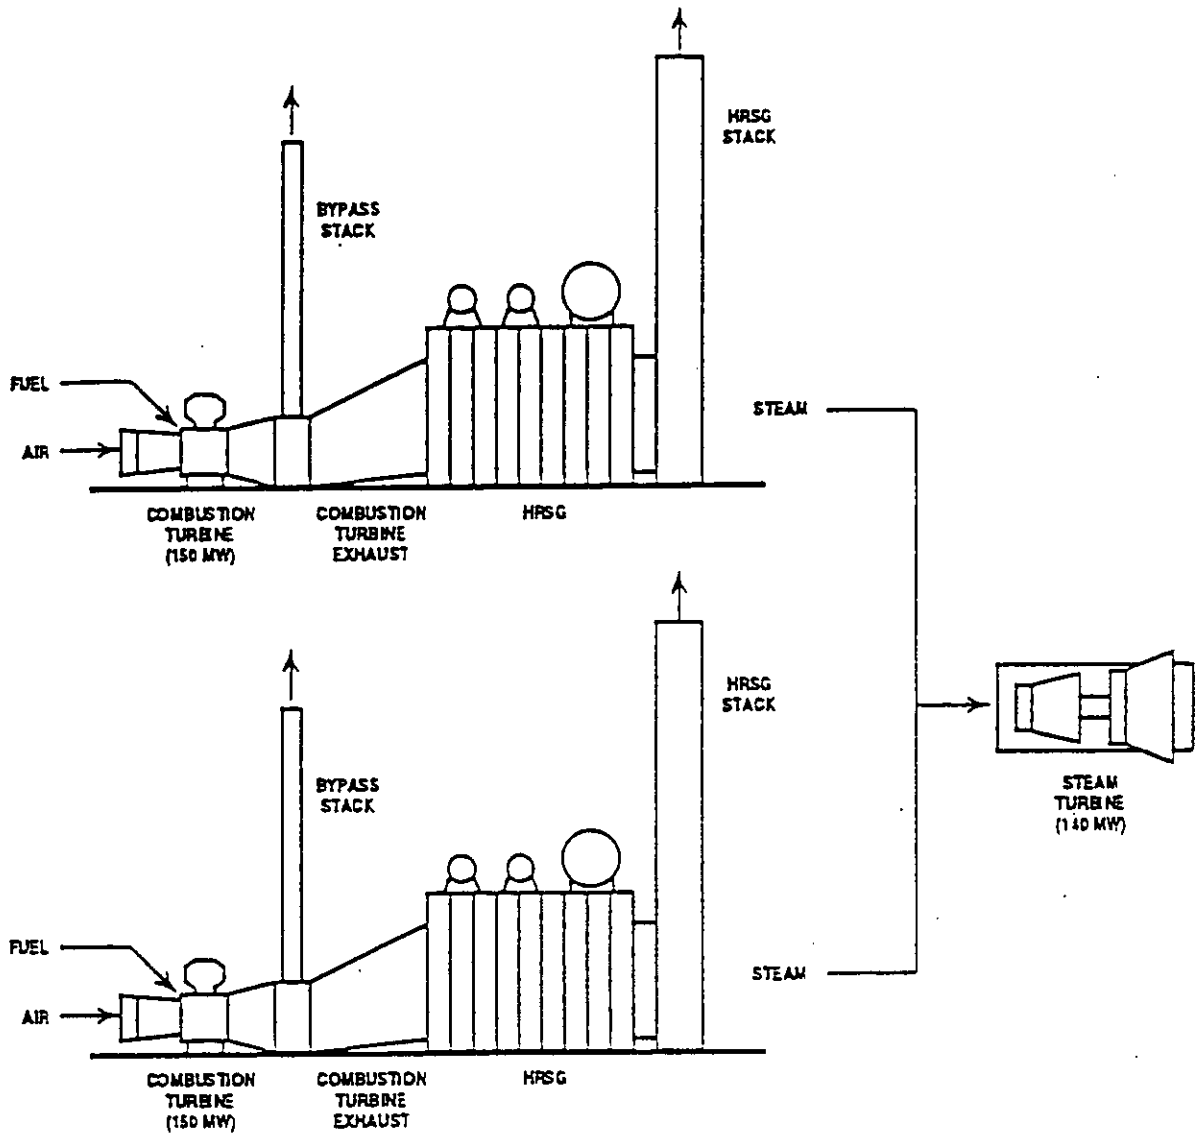 HRSG
STACK
BYPASS
STACK
FUEL
AIR
STEAM
COMBUSTION
TURBINE
(150 MW)
COMBUSTION
TURBINE
EXHAUST
HRSG
HRSG
STACK
BYPASS
STACK
STEAM
TURBINE
(140 MW)
FUEL
AIR
STEAM
COMBUSTION
TURBINE
(150 MW)
COMBUSTION
TURBINE
EXHAUST
HRSG